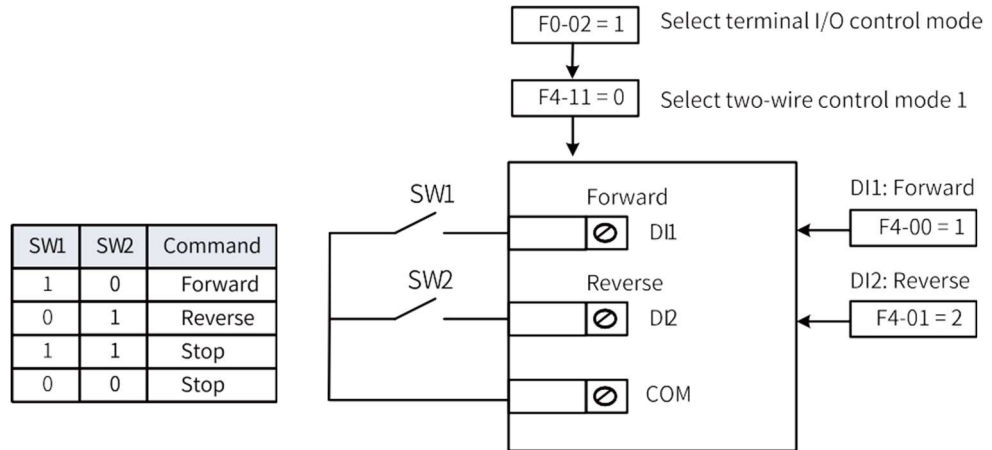 F0-02 = 1 Select terminal I/O control mode
F4-11 = 0 Select two-wire control mode 1
SW1 SW2 Command
1 0 Forward
0 1 Reverse
1 1 Stop
0 0 Stop
SW1
SW2
Forward
DI1
Reverse
DI2
COM
DI1: Forward
F4-00 = 1
DI2: Reverse
F4-01 = 2